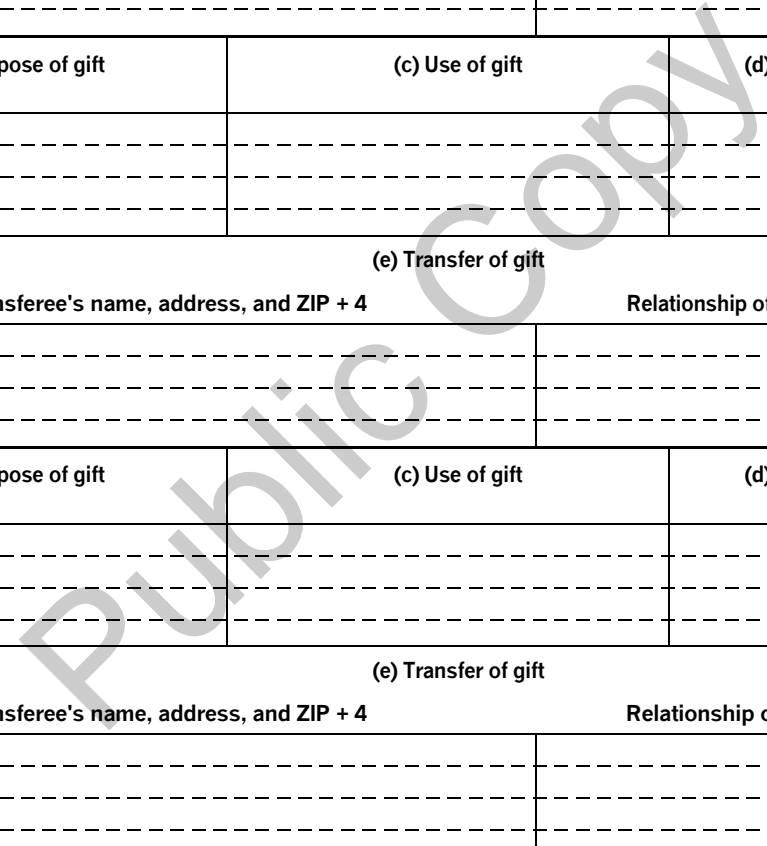 pose of gift (c) Use of gift (d)
(e) Transfer of gift
nsferee's name, address, and ZIP + 4 Relationship of
pose of gift (c) Use of gift (d)
(e) Transfer of gift
nsferee's name, address, and ZIP + 4 Relationship o
Public Copy